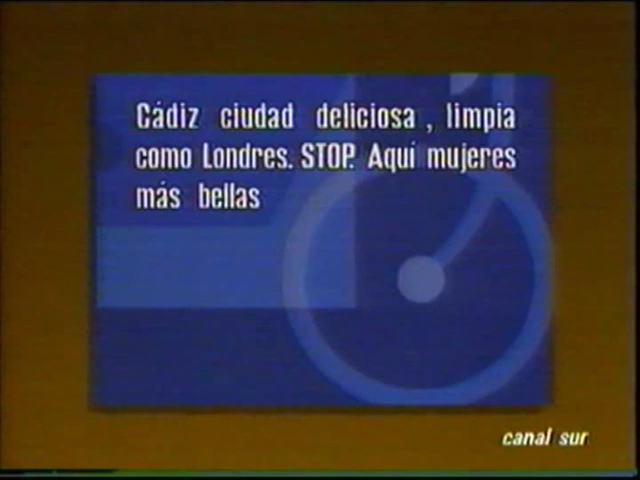 Cádiz ciudad deliciosa , limpia
como Londres. STOP. Aquí mujeres
más bellas
canal sur